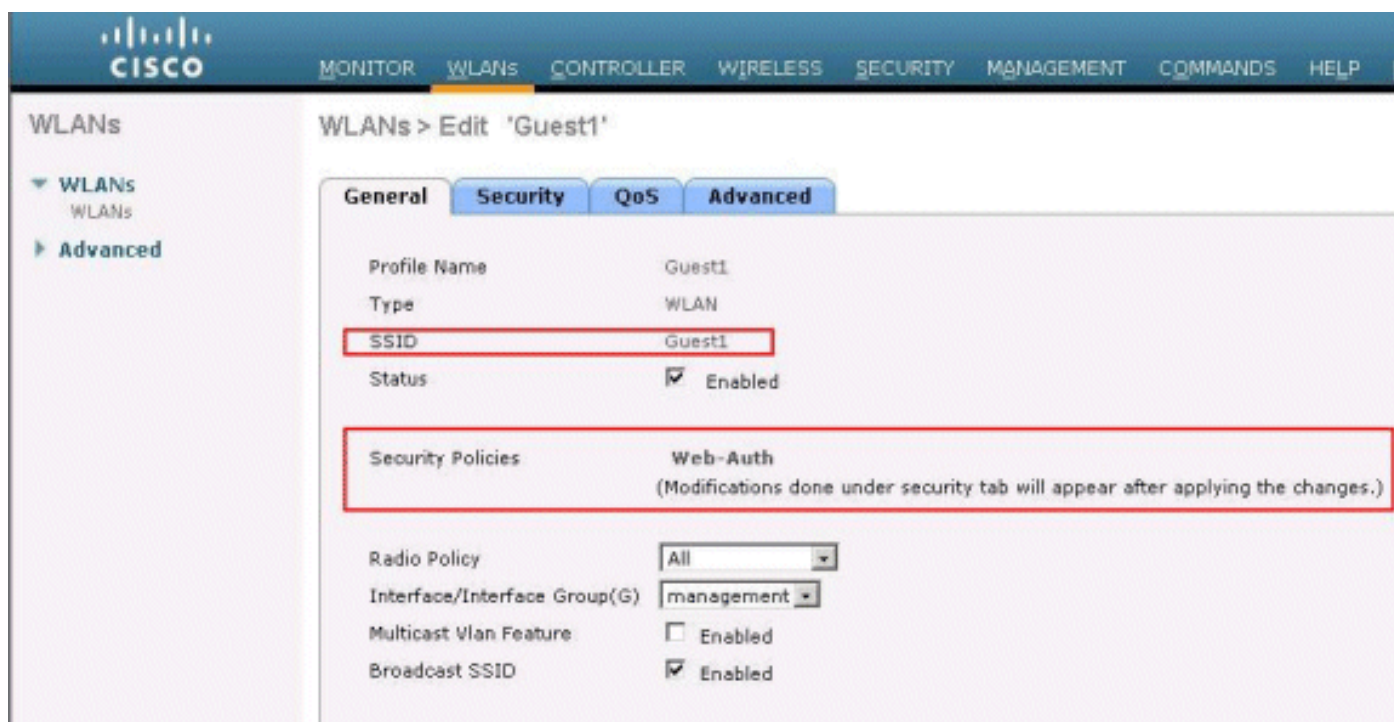 CISCO
MONITOR WLANs CONTROLLER WIRELESS SECURITY MANAGEMENT COMMANDS HELP
WLANs
WLANs
WLANs
Advanced
WLANs > Edit 'Guest1'
General Security QoS Advanced
Profile Name Guest1
Type WLAN
SSID Guest1
Status Enabled
Security Policies Web-Auth
(Modifications done under security tab will appear after applying the changes.)
Radio Policy All
Interface/Interface Group(G) management
Multicast Vlan Feature Enabled
Broadcast SSID Enabled